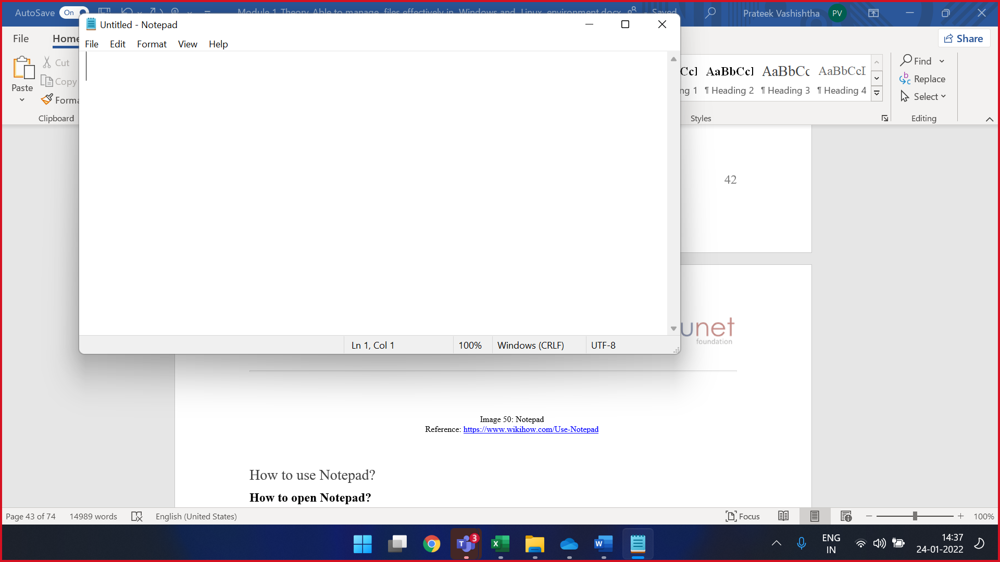 AutoSave On
Module 1 Theory Able to manage files effectively in Windows and Linux environment.docx - Saved
Prateek Vashishtha PV
Untitled - Notepad
File Home
Share
File Edit Format View Help
Paste
Cut
Copy
Forma
Clipboard
Ccl AaBbCcl AaBbCc AaBbCcI
ng 1 ¶ Heading 2 ¶ Heading 3 ¶ Heading 4
Styles
Find
Replace
Select
Editing
42
Ln 1, Col 1 100% Windows (CRLF) UTF-8
unet
foundation
Image 50: Notepad
Reference: https://www.wikihow.com/Use-Notepad
How to use Notepad?
How to open Notepad?
Page 43 of 74 14989 words English (United States) Focus 100%
3
ENG
IN
14:37
24-01-2022